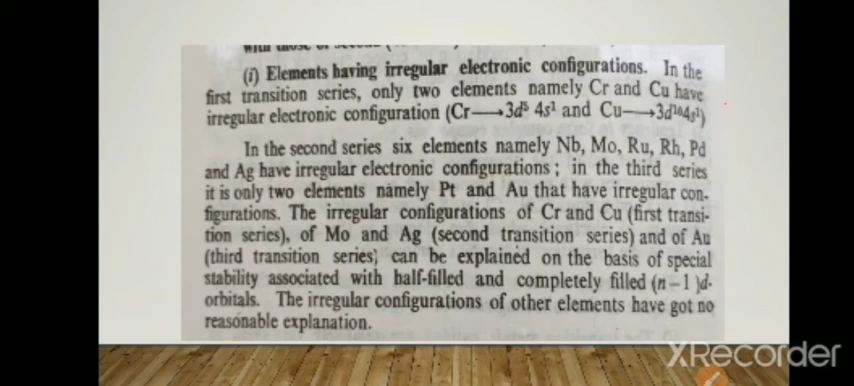 (i) Elements having irregular electronic configurations. In the
first transition series, only two elements namely Cr and Cu have
irregular electronic configuration (Cr⟶3d⁵ 4s¹ and Cu⟶3d¹⁰4s¹)
In the second series six elements namely Nb, Mo, Ru, Rh, Pd
and Ag have irregular electronic configurations ; in the third series
it is only two elements namely Pt and Au that have irregular con-
figurations. The irregular configurations of Cr and Cu (first transi-
tion series), of Mo and Ag (second transition series) and of Au
(third transition series) can be explained on the basis of special
stability associated with half-filled and completely filled (n–1)d-
orbitals. The irregular configurations of other elements have got no
reasonable explanation.
XRecorder